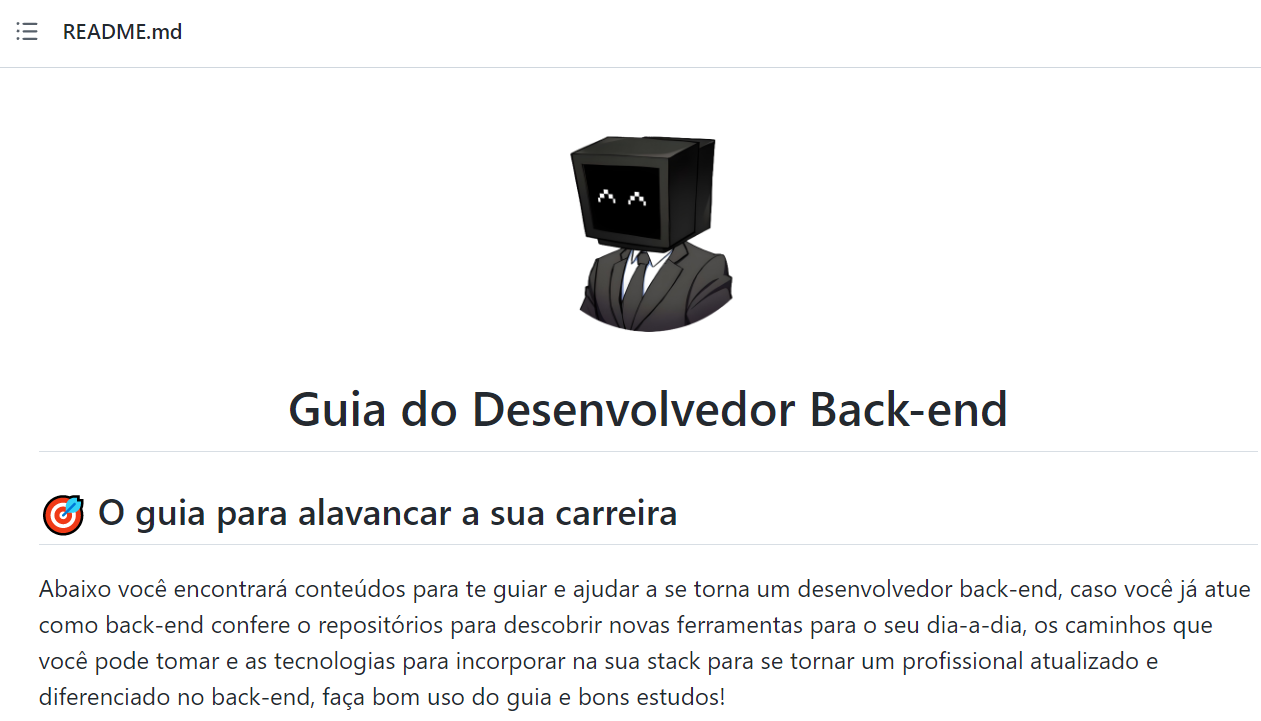 README.md
Guia do Desenvolvedor Back-end
O guia para alavancar a sua carreira
Abaixo você encontrará conteúdos para te guiar e ajudar a se torna um desenvolvedor back-end, caso você já atue
como back-end confere o repositórios para descobrir novas ferramentas para o seu dia-a-dia, os caminhos que
você pode tomar e as tecnologias para incorporar na sua stack para se tornar um profissional atualizado e
diferenciado no back-end, faça bom uso do guia e bons estudos!